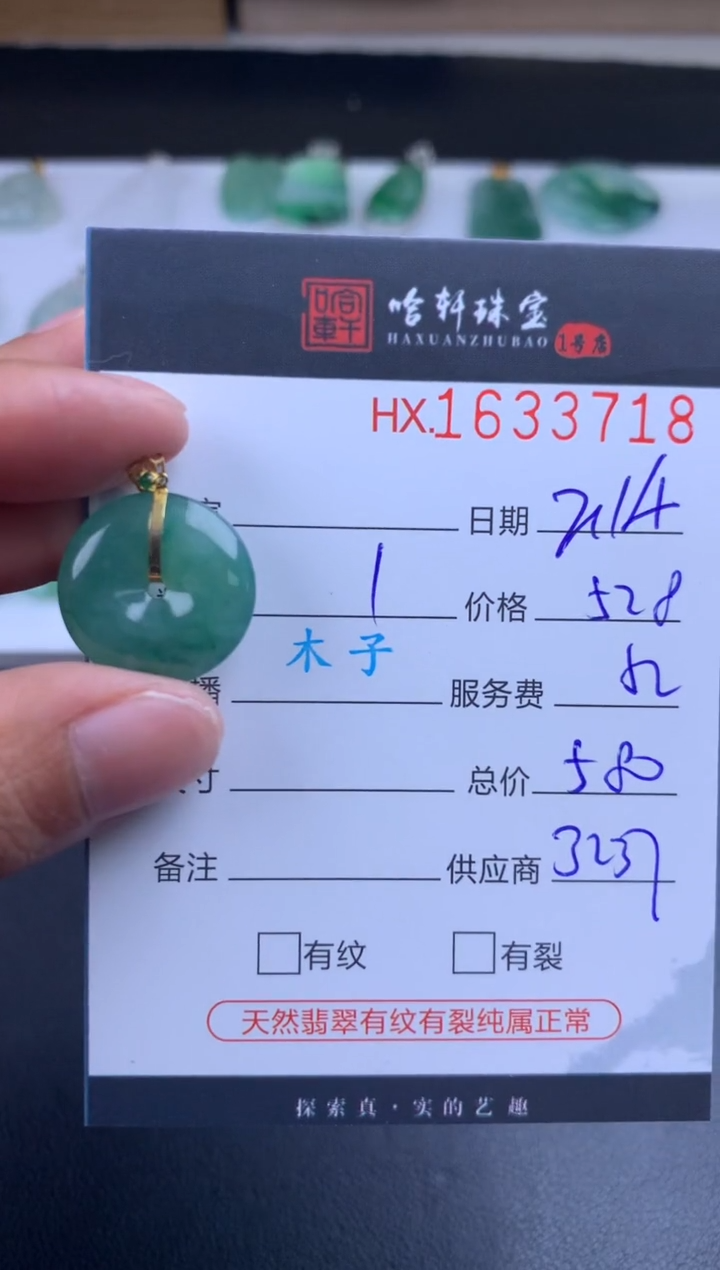 哈轩珠宝
HAXUANZHUBAO 1号店
HX.1633718
日期
1 价格 528
木子
播 服务费 52
寸 总价 580
备注 供应商 3237
有纹 有裂
天然翡翠有纹有裂纯属正常
探索真·实的艺趣